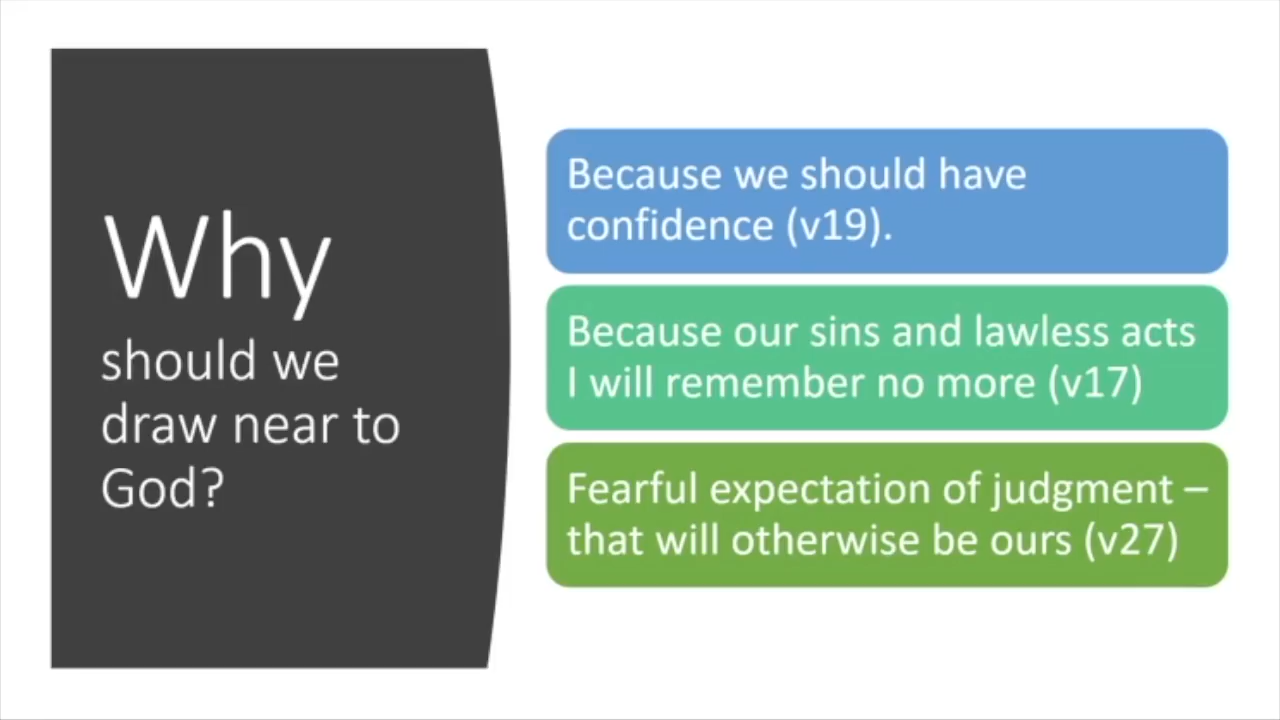 Why
should we
draw near to
God?
Because we should have
confidence (v19).
Because our sins and lawless acts
I will remember no more (v17)
Fearful expectation of judgment –
that will otherwise be ours (v27)